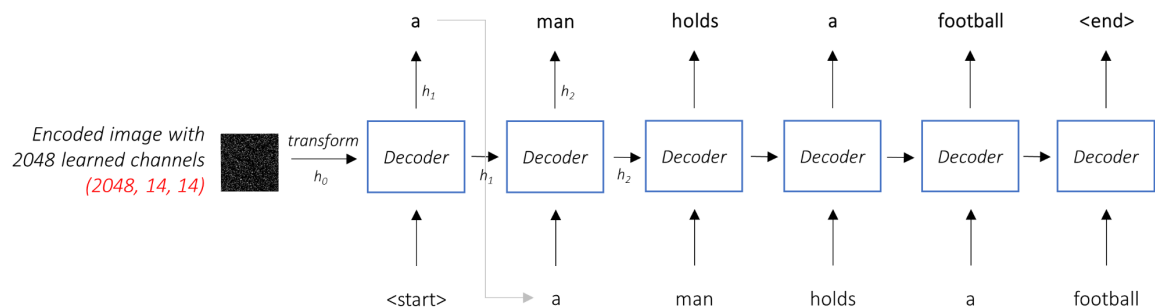 a man holds a football <end>
h1 h2
Encoded image with
2048 learned channels
(2048, 14, 14)
transform
h0
Decoder Decoder Decoder Decoder Decoder Decoder
h1 h2
<start> a man holds a football